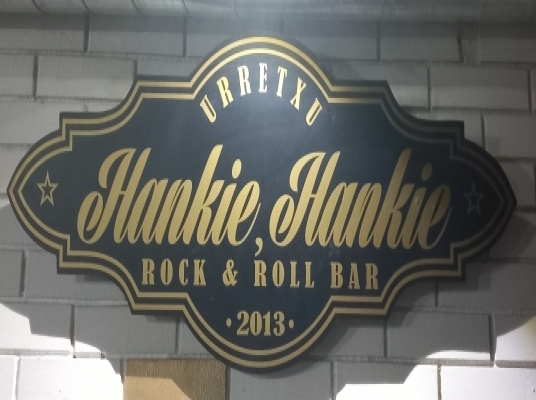 URRETXU
Hankie, Hankie
ROCK & ROLL BAR
·2013·